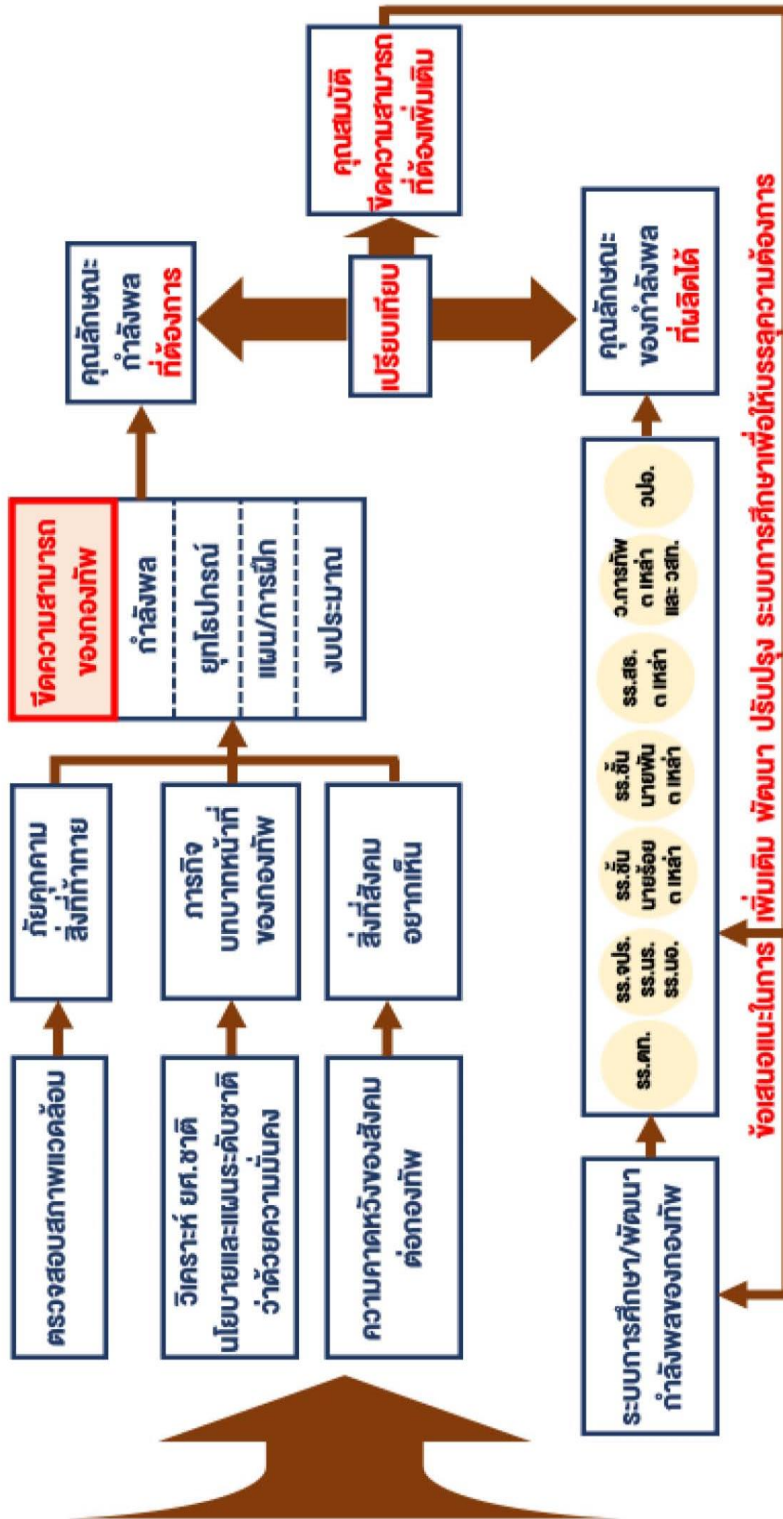 ตรวจสอบสภาพแวดล้อม
ภัยคุกคาม
สิ่งที่ท้าทาย
วิเคราะห์ ยศ.ชาติ
นโยบายและแผนระดับชาติ
ว่าด้วยความมั่นคง
ภารกิจ
บทบาทหน้าที่
ของกองทัพ
ความคาดหวังของสังคม
ต่อกองทัพ
สิ่งที่สังคม
อยากเห็น
ขีดความสามารถ
ของกองทัพ
กำลังพล
ยุทโธปกรณ์
แผน/การฝึก
งบประมาณ
คุณลักษณะ
กำลังพล
ที่ต้องการ
เปรียบเทียบ
คุณสมบัติ
ขีดความสามารถ
ที่ต้องเพิ่มเติม
ระบบการศึกษา/พัฒนา
กำลังพลของกองทัพ
รร.ตท.
รร.จปร.
รร.นร.
รร.นอ.
รร.ชั้น
นายร้อย
๓ เหล่า
รร.ชั้น
นายพัน
๓ เหล่า
รร.สธ.
๓ เหล่า
ว.การทัพ
๓ เหล่า
และ วสท.
วปอ.
คุณลักษณะ
ของกำลังพล
ที่ผลิตได้
ข้อเสนอแนะในการ เพิ่มเติม พัฒนา ปรับปรุง ระบบการศึกษาเพื่อให้บรรลุความต้องการ